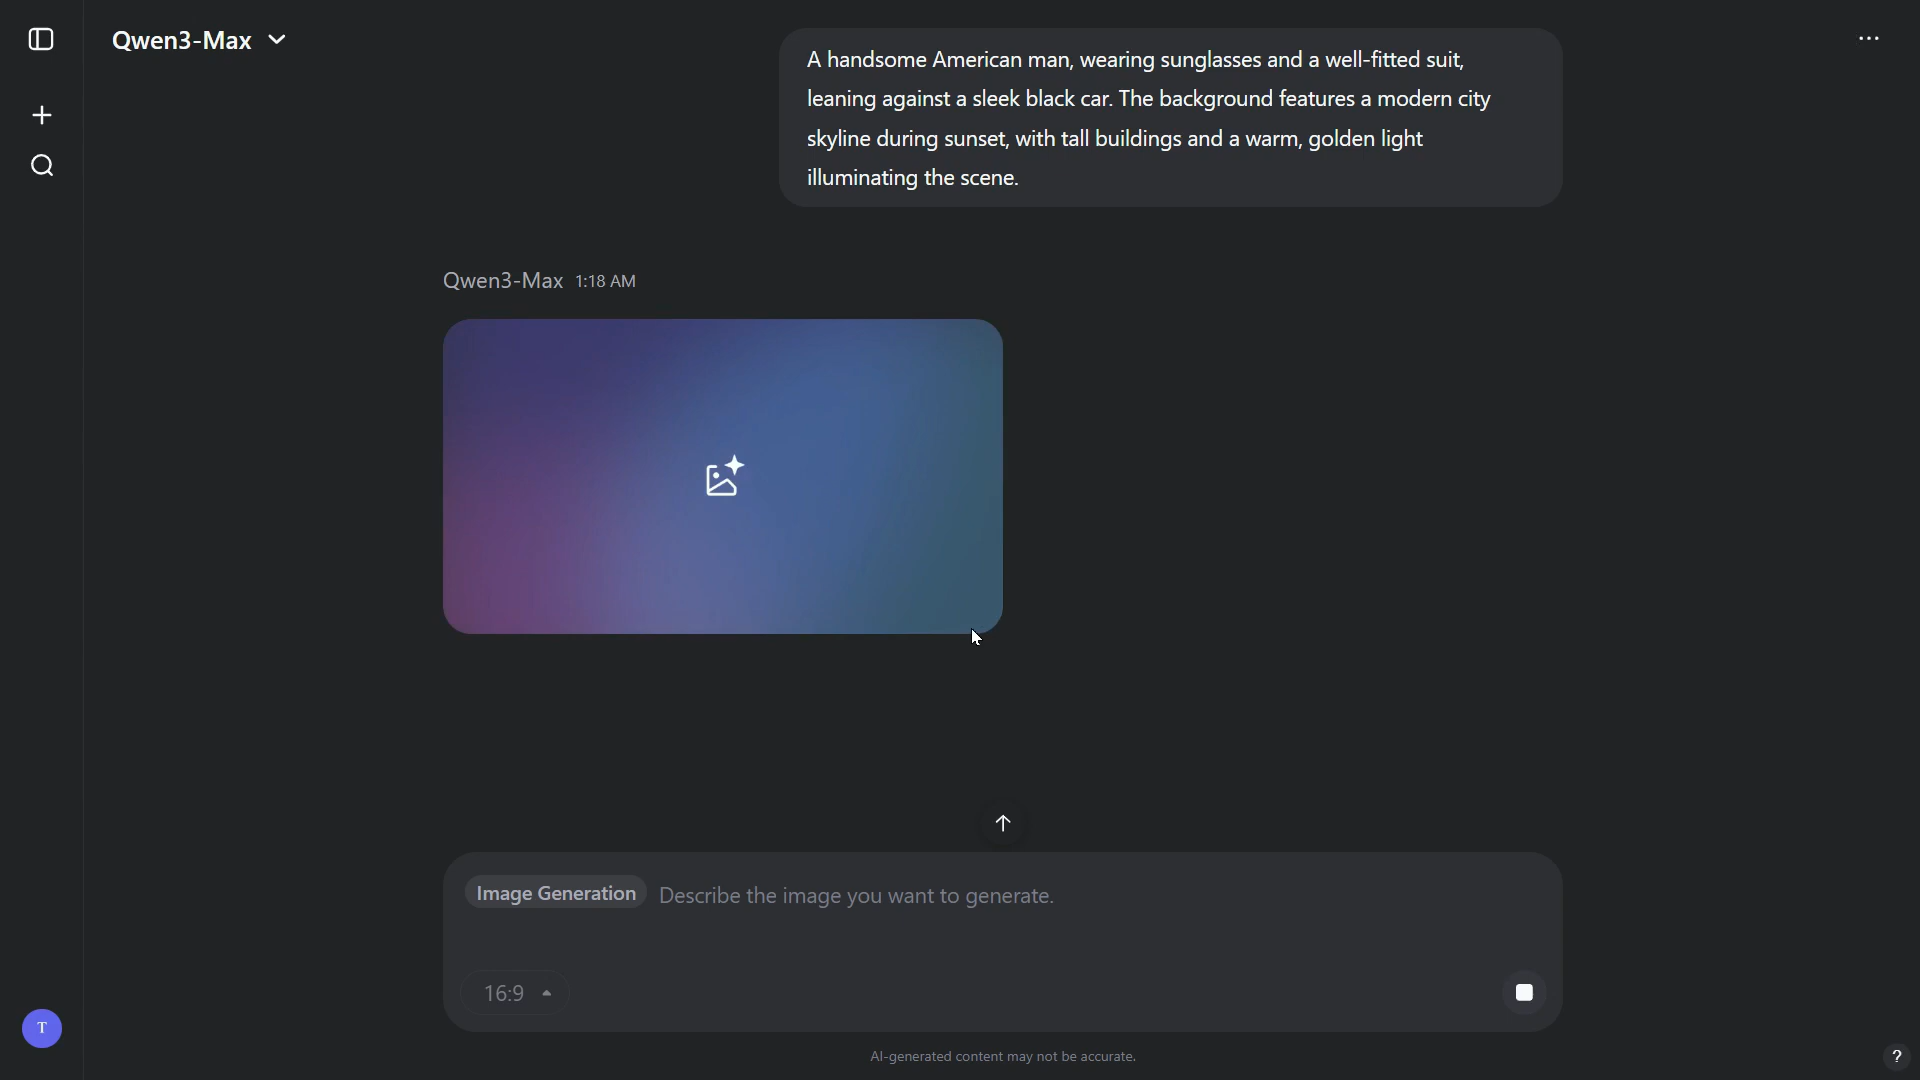 Qwen3-Max
A handsome American man, wearing sunglasses and a well-fitted suit,
leaning against a sleek black car. The background features a modern city
skyline during sunset, with tall buildings and a warm, golden light
illuminating the scene.
Qwen3-Max 1:18 AM
Image Generation Describe the image you want to generate.
16:9
T
AI-generated content may not be accurate.
?